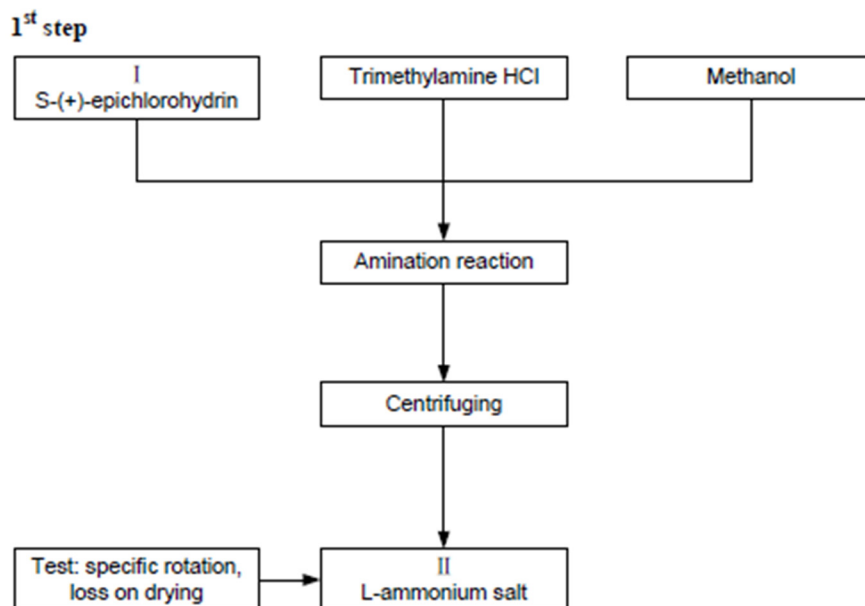 1st step
I
S-(+)-epichlorohydrin
Trimethylamine HCl
Methanol
Amination reaction
Centrifuging
Test: specific rotation,
loss on drying
II
L-ammonium salt